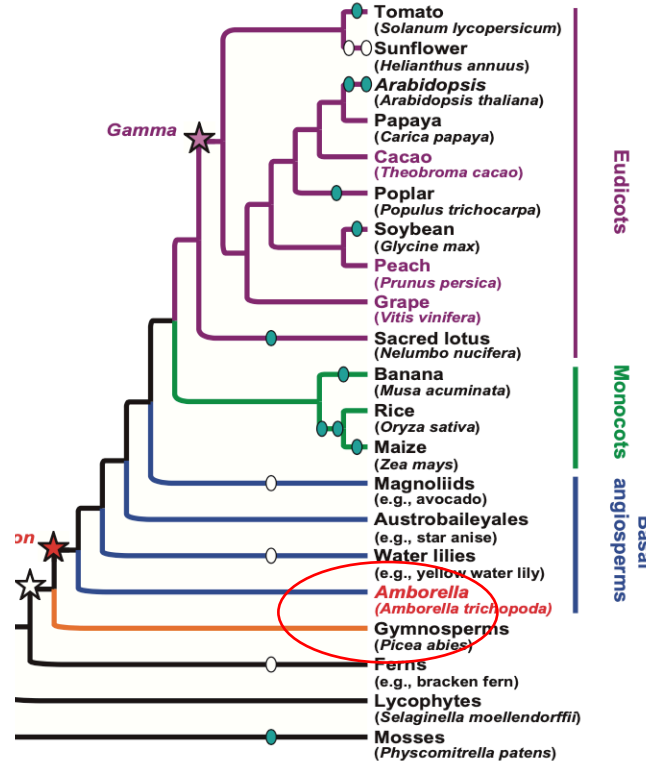 Tomato
(Solanum lycopersicum)
Sunflower
(Helianthus annuus)
Arabidopsis
(Arabidopsis thaliana)
Gamma
Papaya
(Carica papaya)
Cacao
(Theobroma cacao)
Poplar
(Populus trichocarpa)
Soybean
(Glycine max)
Peach
(Prunus persica)
Grape
(Vitis vinifera)
Sacred lotus
(Nelumbo nucifera)
Eudicots
Banana
(Musa acuminata)
Rice
(Oryza sativa)
Maize
(Zea mays)
Monocots
Magnoliids
(e.g., avocado)
Austrobaileyales
(e.g., star anise)
Water lilies
(e.g., yellow water lily)
on
Amborella
(Amborella trichopoda)
Basal
angiosperms
Gymnosperms
(Picea abies)
Ferns
(e.g., bracken fern)
Lycophytes
(Selaginella moellendorffii)
Mosses
(Physcomitrella patens)